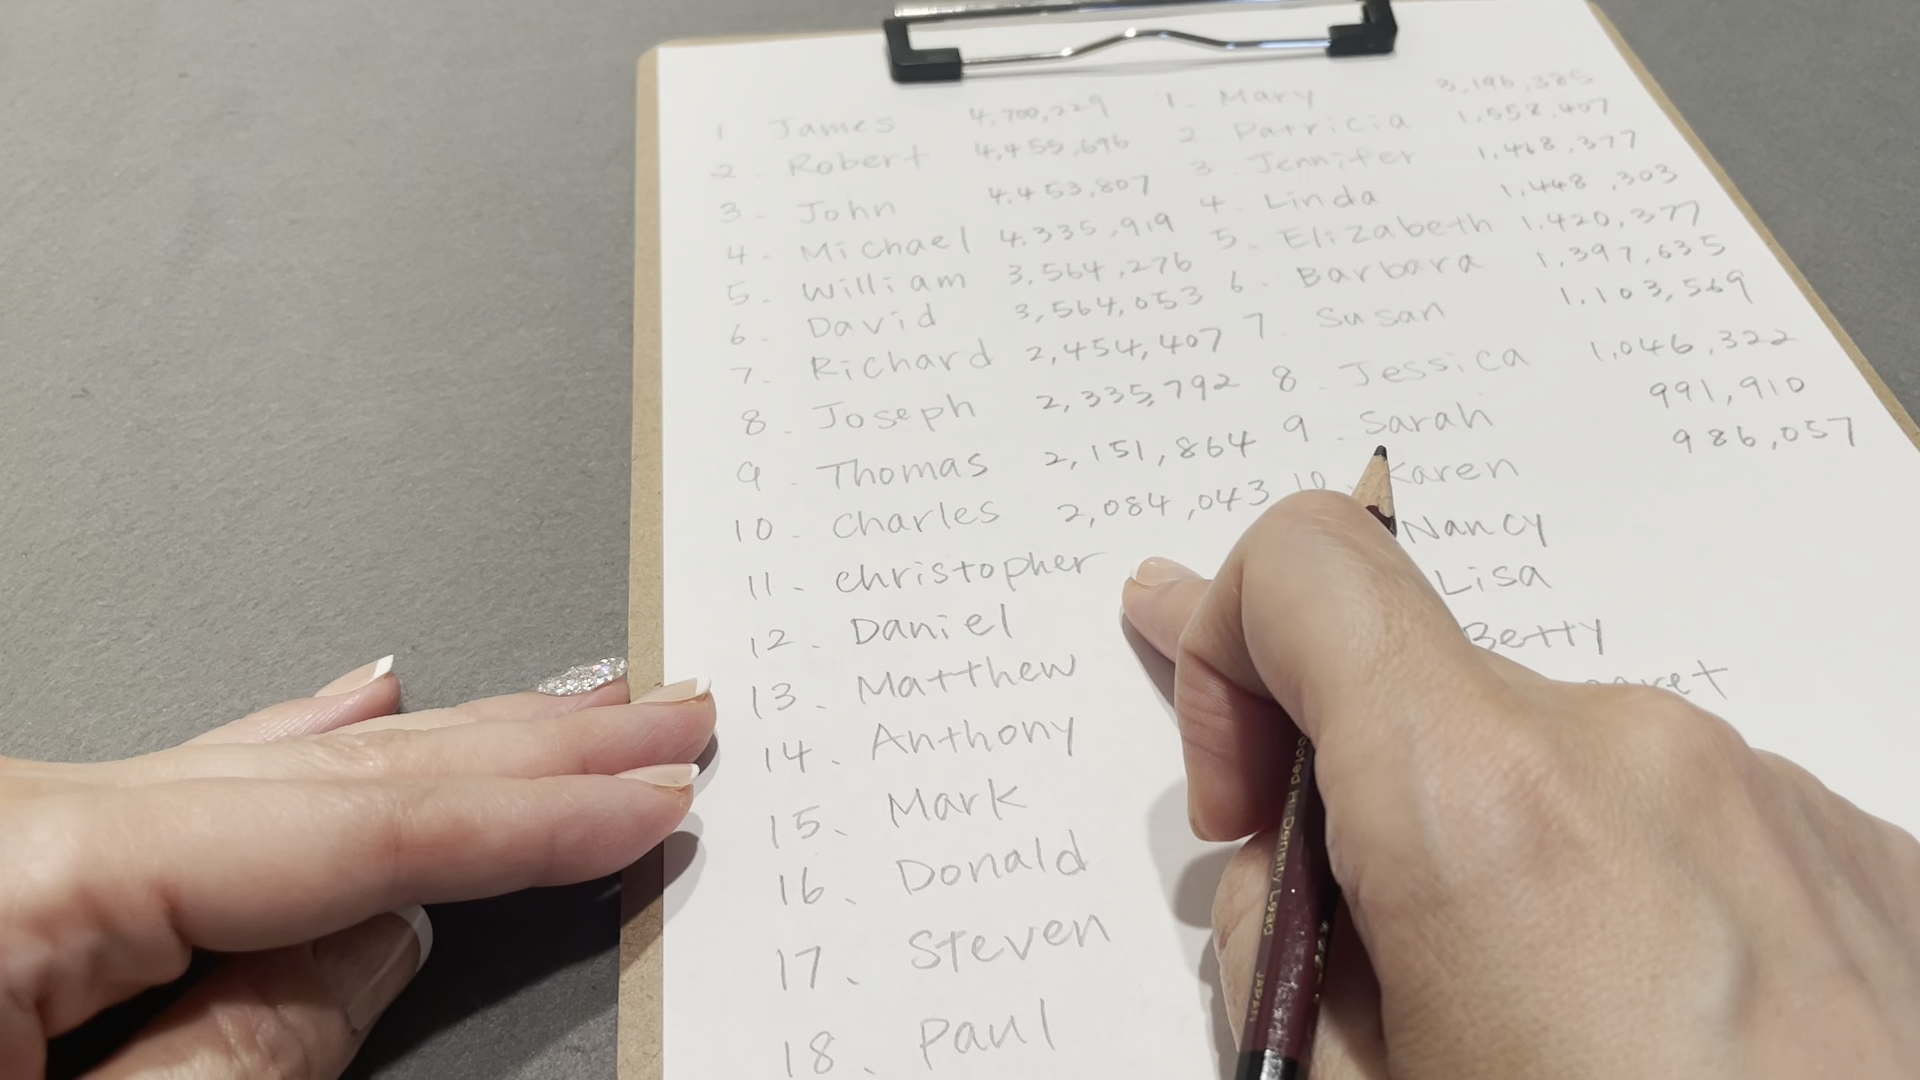 1 James 4,700,229 1. Mary 3,196,385
2. Robert 4,455,696 2. Patricia 1,558,407
3. John 4,453,807 3. Jennifer 1,468,377
4. Michael 4,335,919 4. Linda 1,448,303
5. William 3,564,276 5. Elizabeth 1,420,377
6. David 3,564,053 6. Barbara 1,397,635
7. Richard 2,454,407 7. Susan 1,103,569
8. Joseph 2,335,792 8. Jessica 1,046,322
9. Thomas 2,151,864 9. Sarah 991,910
10. Charles 2,084,043 10. Karen 986,057
11. Christopher Nancy
12. Daniel Lisa
13. Matthew Betty
14. Anthony
15. Mark
16. Donald
17. Steven
18. Paul
Hi-Density Lead
JAPAN